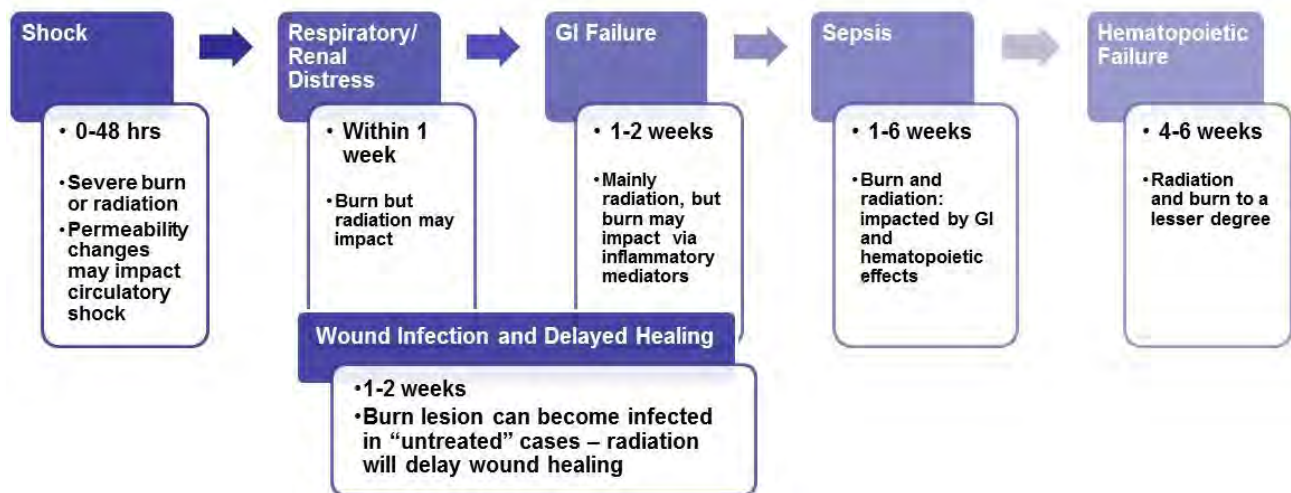 Shock
• 0-48 hrs
•Severe burn
or radiation
•Permeability
changes
may impact
circulatory
shock
Respiratory/
Renal
Distress
• Within 1
week
• Burn but
radiation may
impact
GI Failure
• 1-2 weeks
• Mainly
radiation, but
burn may
impact via
inflammatory
mediators
Sepsis
• 1-6 weeks
• Burn and
radiation:
impacted by GI
and
hematopoietic
effects
Hematopoietic
Failure
• 4-6 weeks
• Radiation
and burn to a
lesser degree
Wound Infection and Delayed Healing
•1-2 weeks
•Burn lesion can become infected
in “untreated” cases – radiation
will delay wound healing